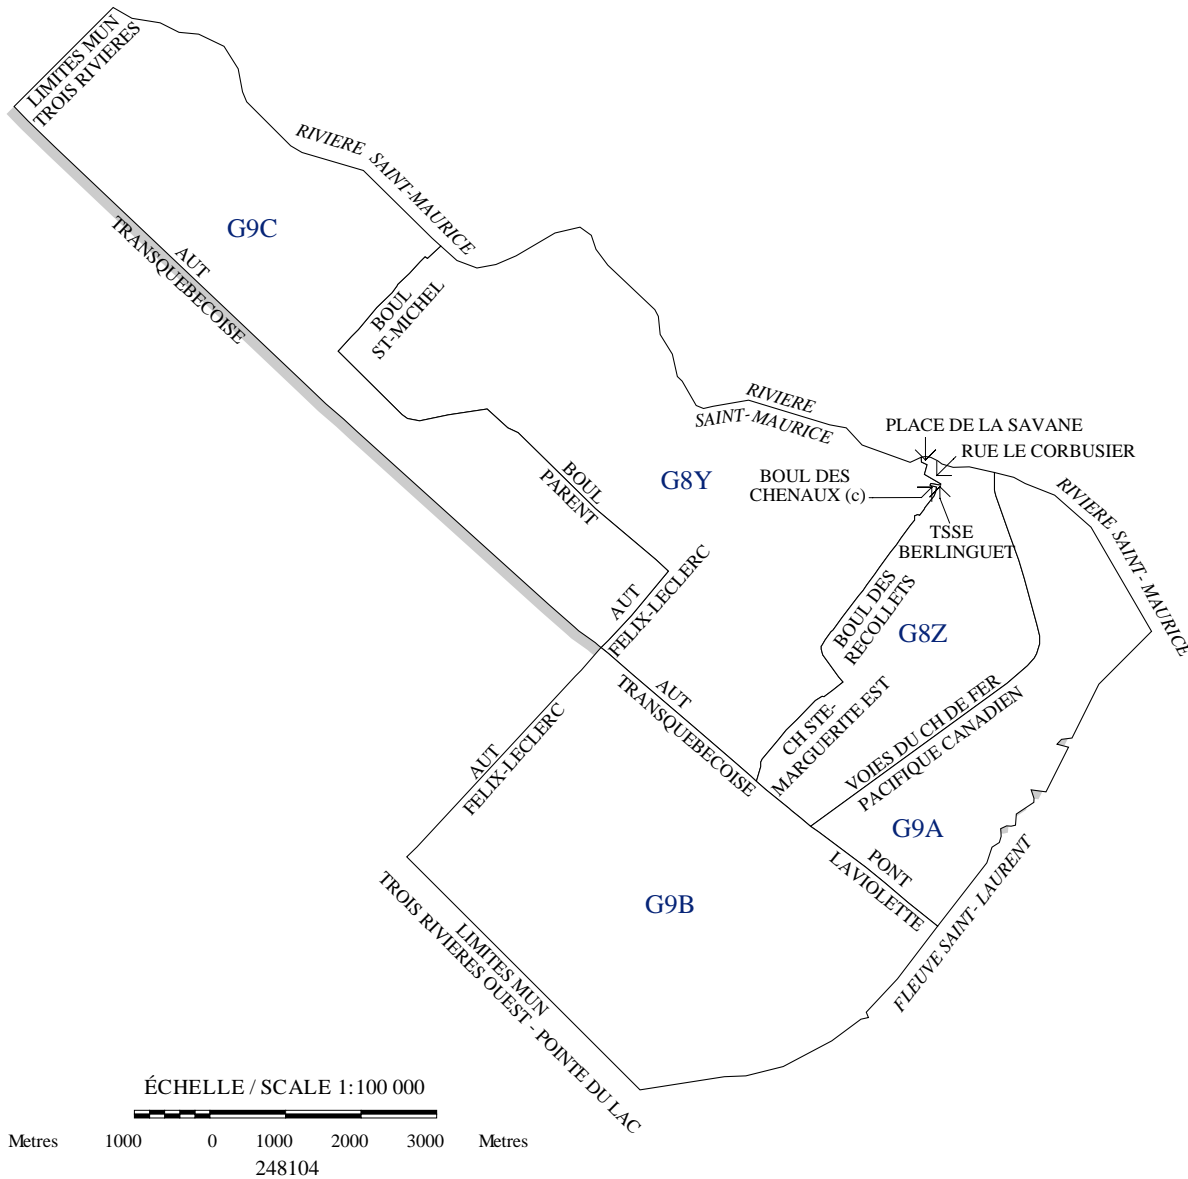 LIMITES MUN
TROIS RIVIERES
RIVIERE SAINT-MAURICE
G9C
AUT
TRANSQUEBECOISE
BOUL
ST-MICHEL
RIVIERE
SAINT-MAURICE
PLACE DE LA SAVANE
RUE LE CORBUSIER
BOUL DES
CHENAUX (c)
TSSE
BERLINGUET
RIVIERE SAINT-MAURICE
BOUL
PARENT
G8Y
AUT
FELIX-LECLERC
BOUL DES
RECOLLETS
G8Z
AUT
TRANSQUEBECOISE
CH STE-
MARGUERITE EST
VOIES DU CH DE FER
PACIFIQUE CANADIEN
AUT
FELIX-LECLERC
G9A
PONT
LAVIOLETTE
G9B
FLEUVE SAINT-LAURENT
LIMITES MUN
TROIS RIVIERES OUEST - POINTE DU LAC
ÉCHELLE / SCALE 1:100 000
Metres 1000 0 1000 2000 3000 Metres
248104